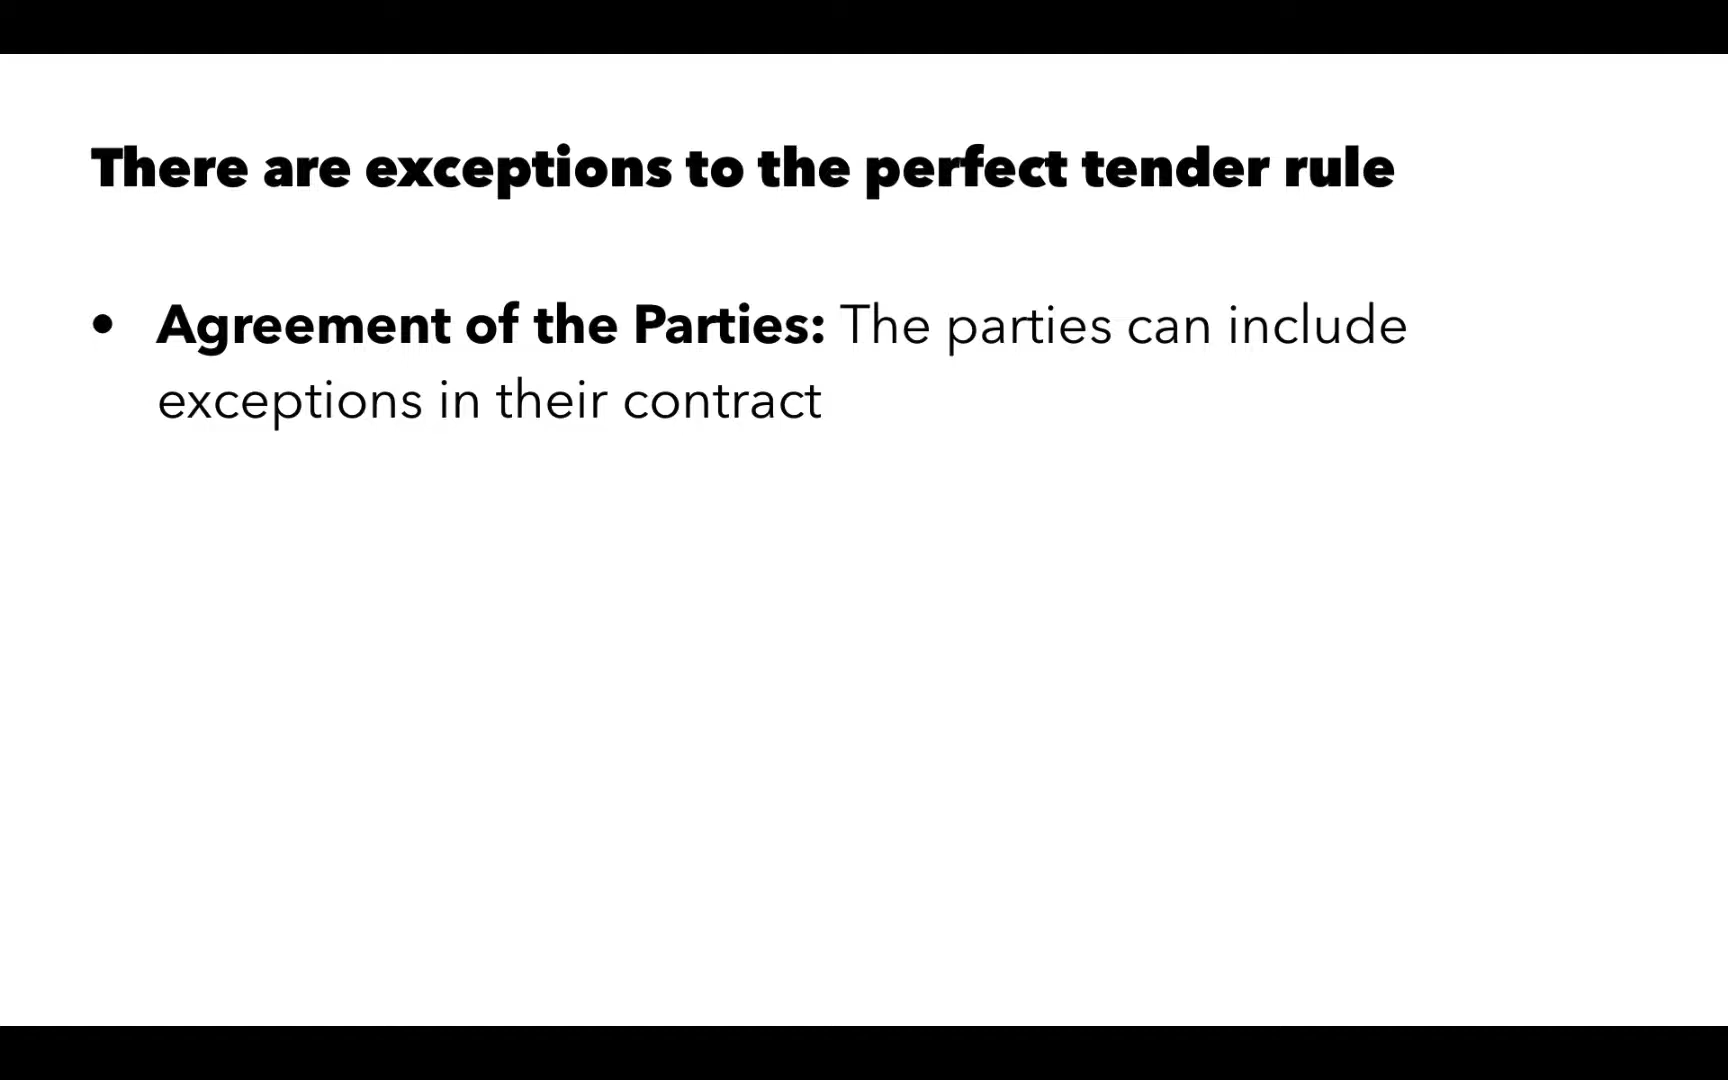 There are exceptions to the perfect tender rule
• Agreement of the Parties: The parties can include
exceptions in their contract